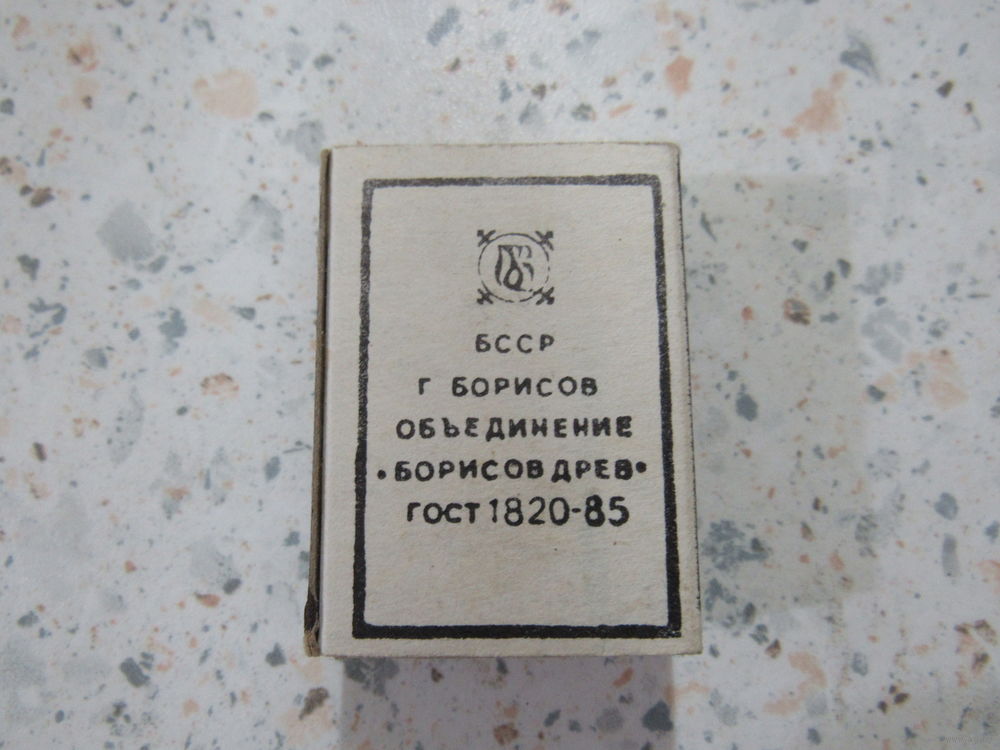 БССР
Г БОРИСОВ
ОБЪЕДИНЕНИЕ
•БОРИСОВДРЕВ•
ГОСТ 1820-85